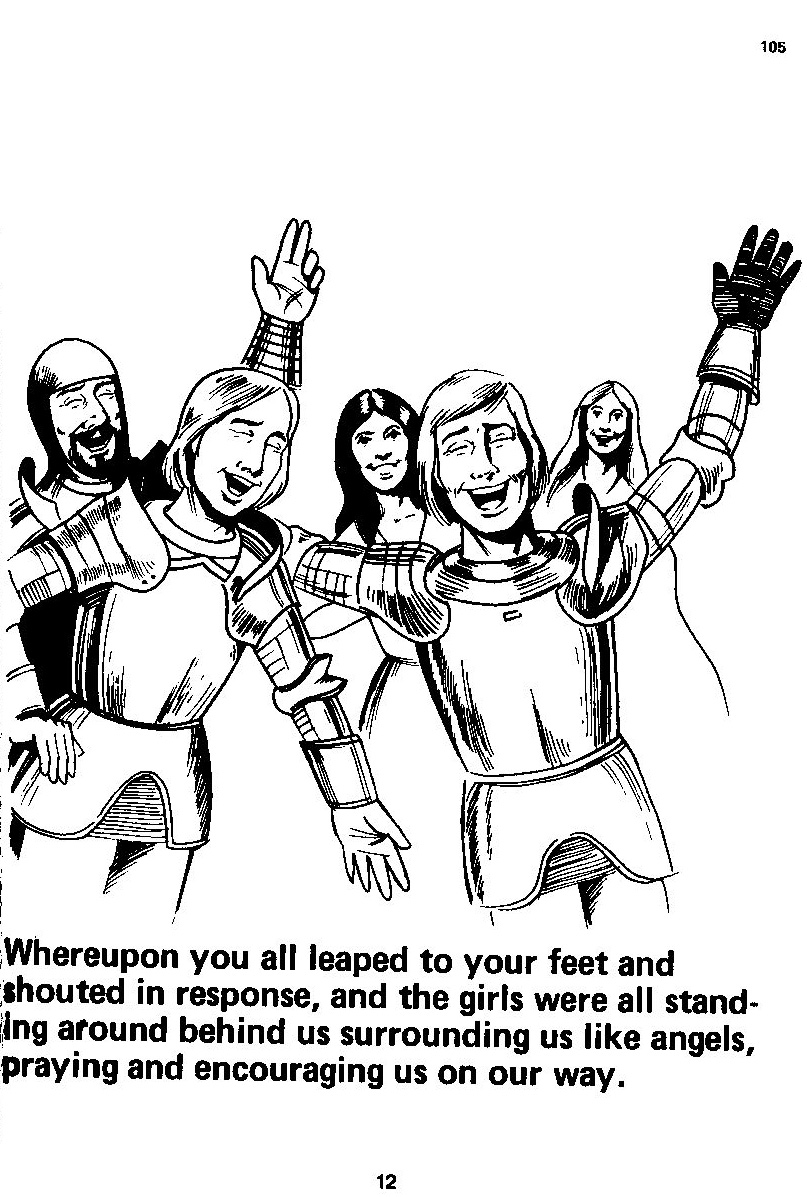 105
Whereupon you all leaped to your feet and
shouted in response, and the girls were all stand-
ing around behind us surrounding us like angels,
praying and encouraging us on our way.
12